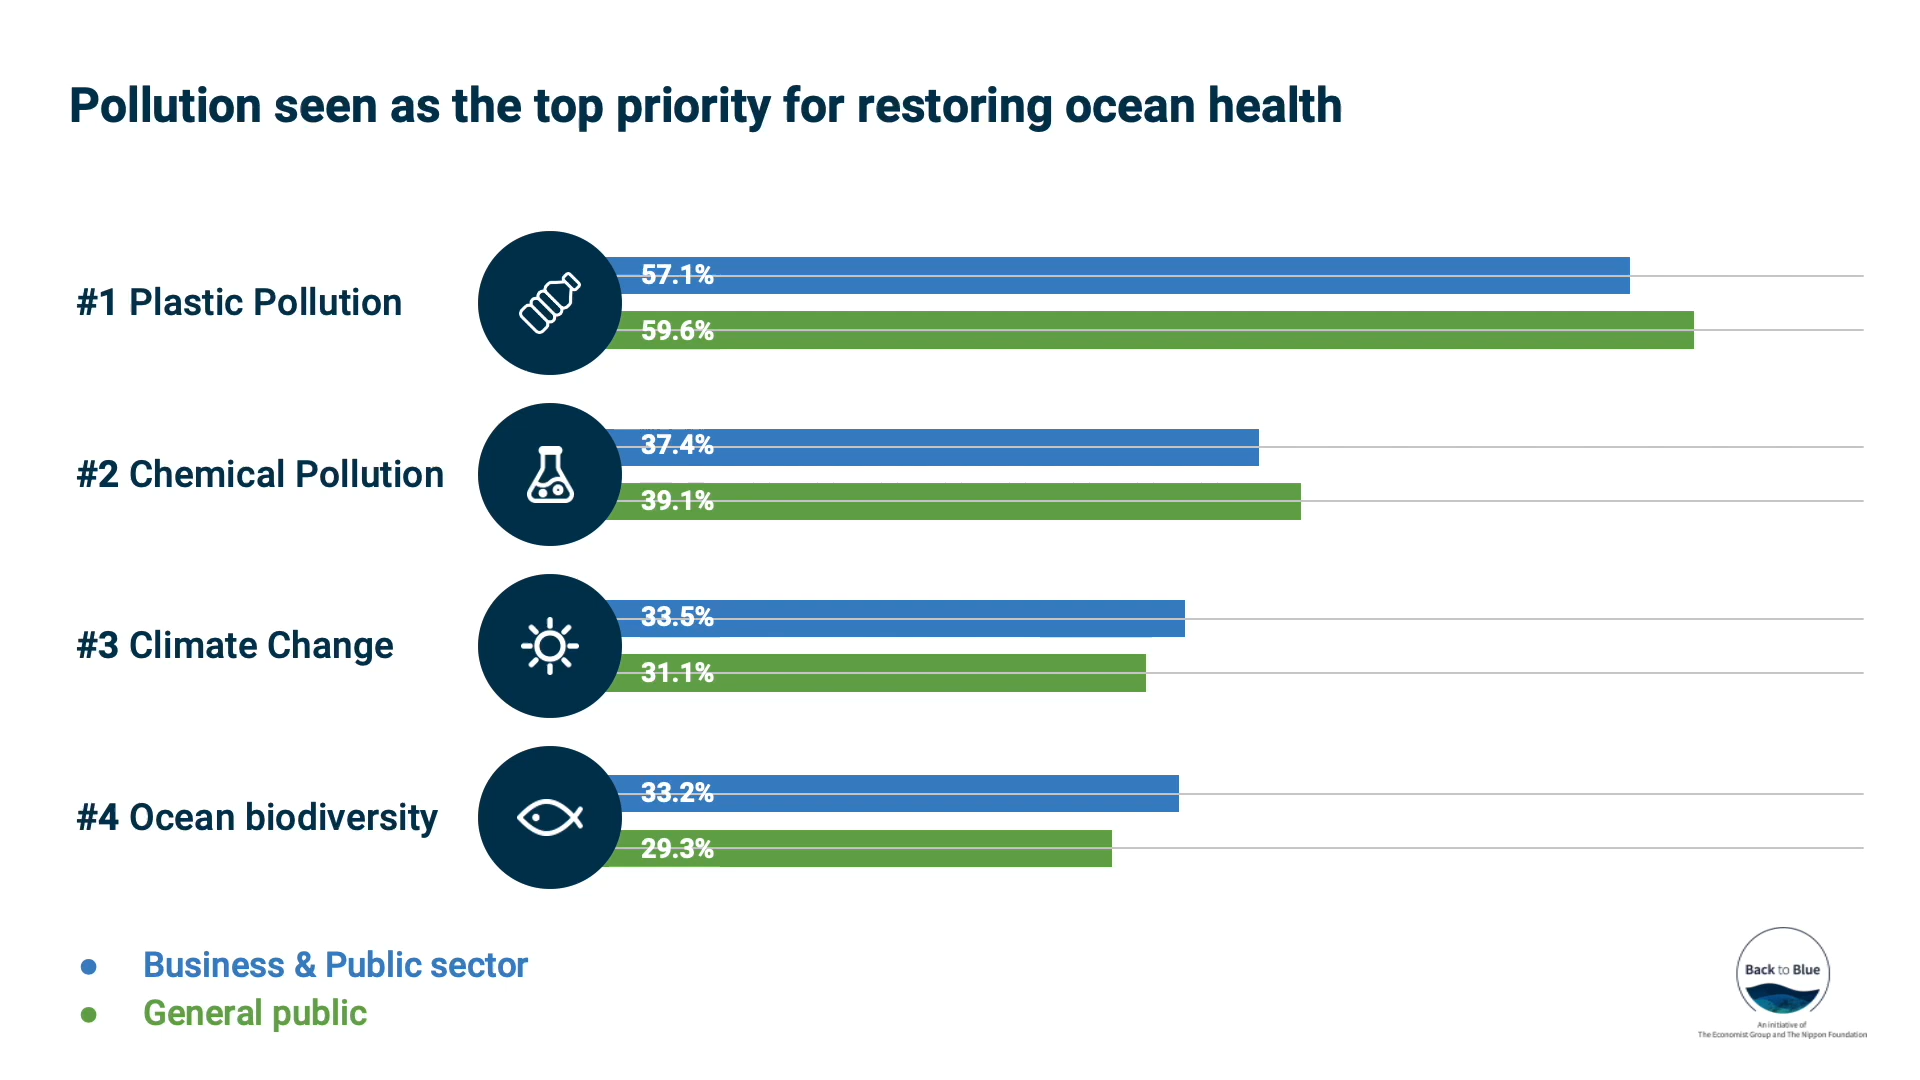 Pollution seen as the top priority for restoring ocean health
#1 Plastic Pollution
57.1%
59.6%
#2 Chemical Pollution
37.4%
39.1%
#3 Climate Change
33.5%
31.1%
#4 Ocean biodiversity
33.2%
29.3%
● Business & Public sector
● General public
Back to Blue
An initiative of
The Economist Group and The Nippon Foundation